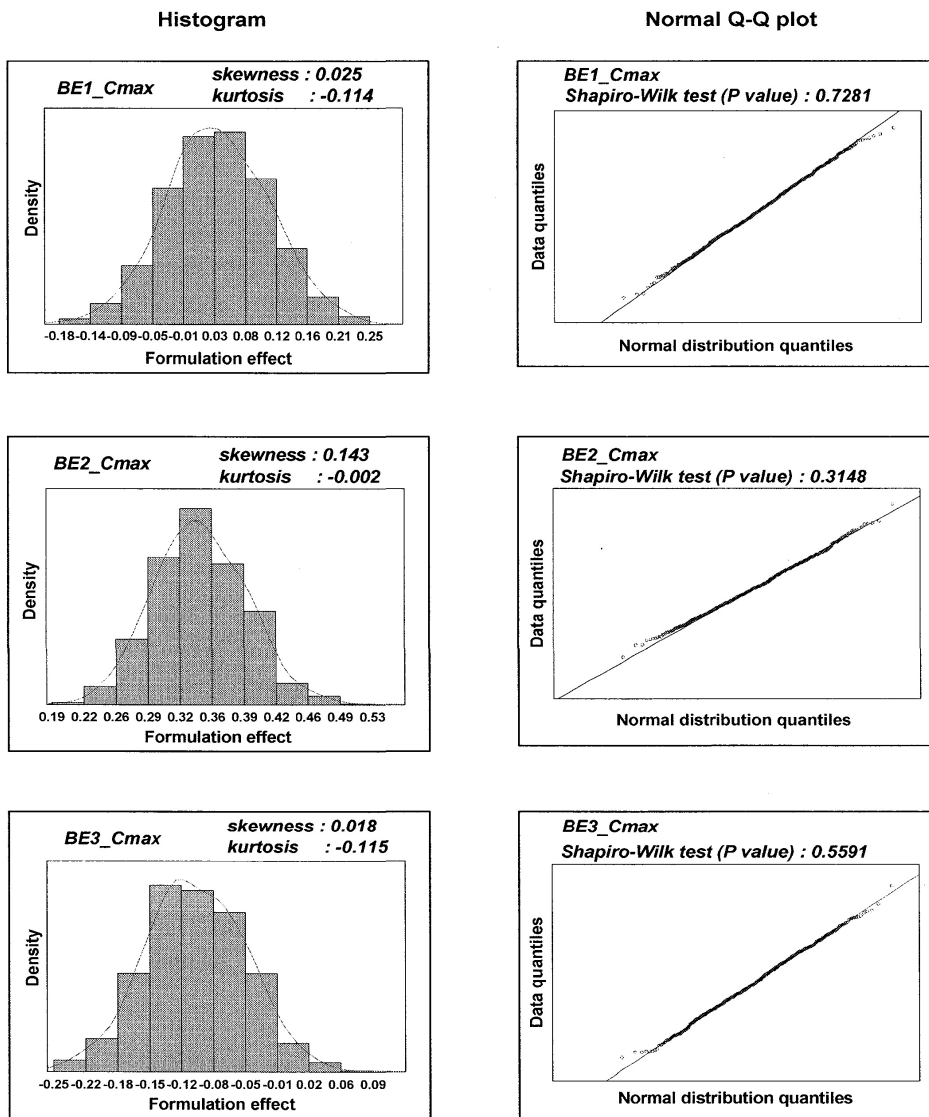 Histogram
Normal Q-Q plot
BE1_Cmax
skewness : 0.025
kurtosis : -0.114
Density
-0.18 -0.14 -0.09 -0.05 -0.01 0.03 0.08 0.12 0.16 0.21 0.25
Formulation effect
BE1_Cmax
Shapiro-Wilk test (P value) : 0.7281
Data quantiles
Normal distribution quantiles
BE2_Cmax
skewness : 0.143
kurtosis : -0.002
Density
0.19 0.22 0.26 0.29 0.32 0.36 0.39 0.42 0.46 0.49 0.53
Formulation effect
BE2_Cmax
Shapiro-Wilk test (P value) : 0.3148
Data quantiles
Normal distribution quantiles
BE3_Cmax
skewness : 0.018
kurtosis : -0.115
Density
-0.25 -0.22 -0.18 -0.15 -0.12 -0.08 -0.05 -0.01 0.02 0.06 0.09
Formulation effect
BE3_Cmax
Shapiro-Wilk test (P value) : 0.5591
Data quantiles
Normal distribution quantiles